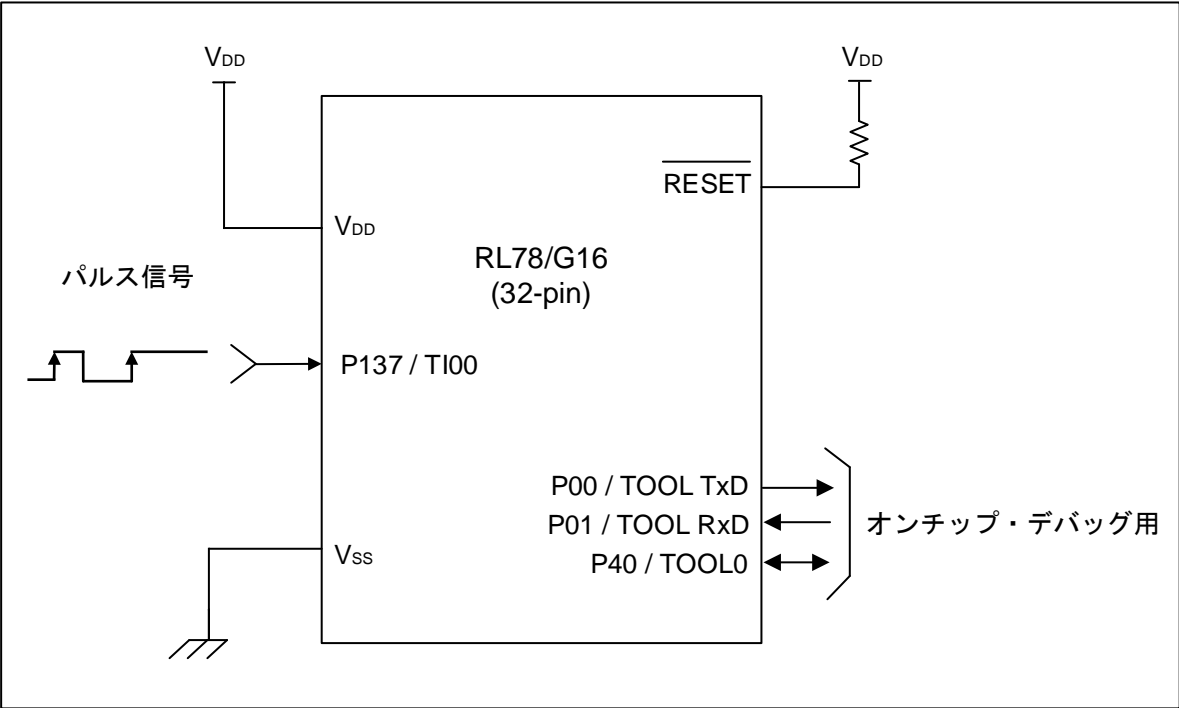 VDD
VDD
RESET
VDD
RL78/G16
(32-pin)
パルス信号
P137 / TI00
P00 / TOOL TxD
P01 / TOOL RxD
オンチップ・デバッグ用
VSS
P40 / TOOL0